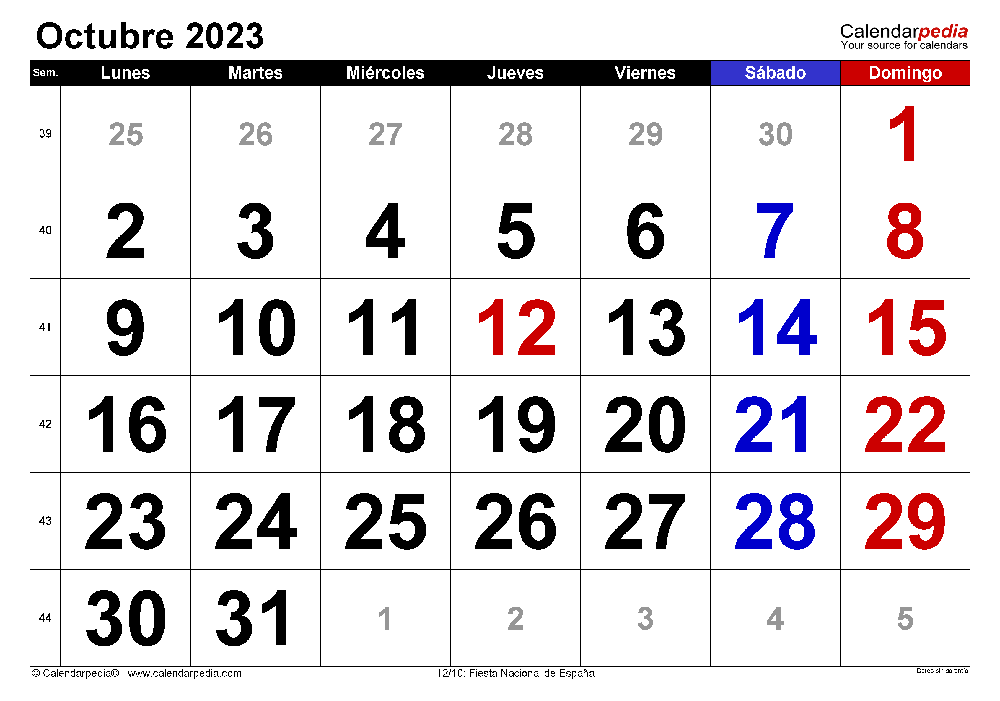 Octubre 2023
Calendarpedia
Your source for calendars
Sem. Lunes Martes Miércoles Jueves Viernes Sábado Domingo
39 25 26 27 28 29 30 1
40 2 3 4 5 6 7 8
41 9 10 11 12 13 14 15
42 16 17 18 19 20 21 22
43 23 24 25 26 27 28 29
44 30 31 1 2 3 4 5
© Calendarpedia® www.calendarpedia.com 12/10: Fiesta Nacional de España Datos sin garantía